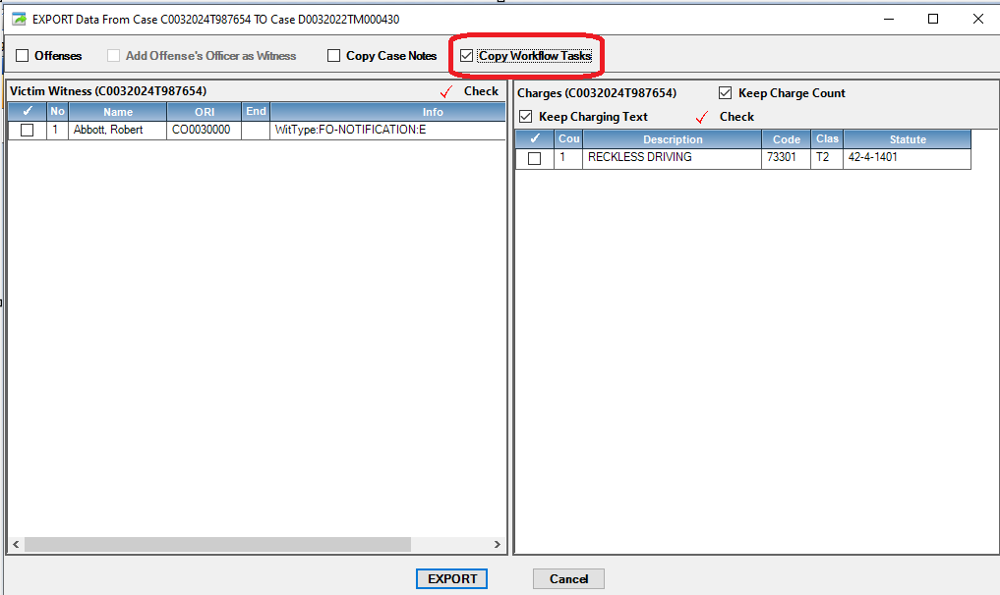 EXPORT Data From Case C0032024T987654 TO Case D0032022TM000430
Offenses Add Offense's Officer as Witness Copy Case Notes Copy Workflow Tasks
Victim Witness (C0032024T987654) Check
No Name ORI End Info
1 Abbott, Robert CO0030000 WitType:FO-NOTIFICATION:E
Charges (C0032024T987654) Keep Charge Count
Keep Charging Text Check
Cou Description Code Clas Statute
1 RECKLESS DRIVING 73301 T2 42-4-1401
EXPORT Cancel